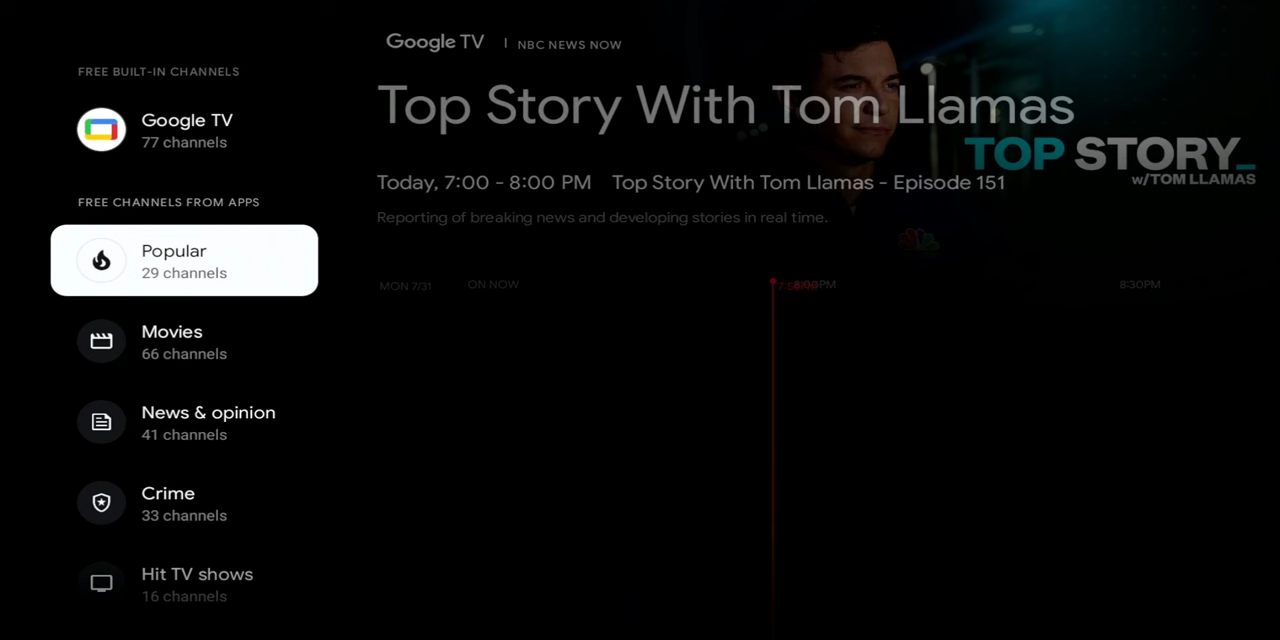 FREE BUILT-IN CHANNELS
Google TV
77 channels
FREE CHANNELS FROM APPS
Popular
29 channels
Movies
66 channels
News & opinion
41 channels
Crime
33 channels
Hit TV shows
16 channels
Google TV | NBC NEWS NOW
Top Story With Tom Llamas
TOP STORY_
w/TOM LLAMAS
Today, 7:00 - 8:00 PM Top Story With Tom Llamas - Episode 151
Reporting of breaking news and developing stories in real time.
MON 7/31 ON NOW 8:00PM 8:30PM